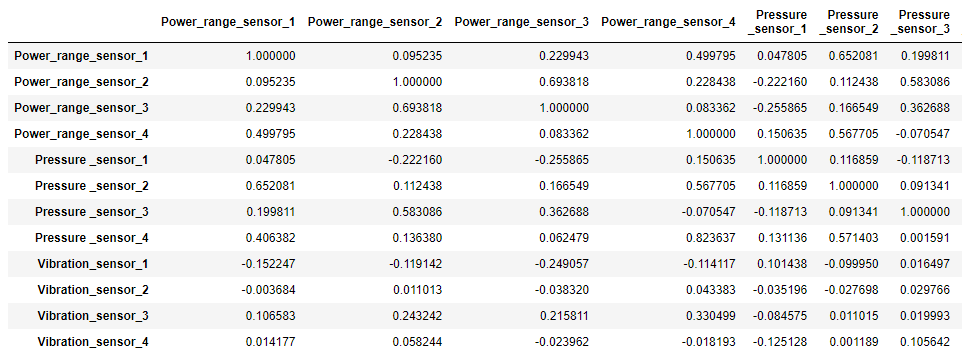 Power_range_sensor_1 Power_range_sensor_2 Power_range_sensor_3 Power_range_sensor_4 Pressure _sensor_1 Pressure _sensor_2 Pressure _sensor_3
Power_range_sensor_1 1.000000 0.095235 0.229943 0.499795 0.047805 0.652081 0.199811
Power_range_sensor_2 0.095235 1.000000 0.693818 0.228438 -0.222160 0.112438 0.583086
Power_range_sensor_3 0.229943 0.693818 1.000000 0.083362 -0.255865 0.166549 0.362688
Power_range_sensor_4 0.499795 0.228438 0.083362 1.000000 0.150635 0.567705 -0.070547
Pressure _sensor_1 0.047805 -0.222160 -0.255865 0.150635 1.000000 0.116859 -0.118713
Pressure _sensor_2 0.652081 0.112438 0.166549 0.567705 0.116859 1.000000 0.091341
Pressure _sensor_3 0.199811 0.583086 0.362688 -0.070547 -0.118713 0.091341 1.000000
Pressure _sensor_4 0.406382 0.136380 0.062479 0.823637 0.131136 0.571403 0.001591
Vibration_sensor_1 -0.152247 -0.119142 -0.249057 -0.114117 0.101438 -0.099950 0.016497
Vibration_sensor_2 -0.003684 0.011013 -0.038320 0.043383 -0.035196 -0.027698 0.029766
Vibration_sensor_3 0.106583 0.243242 0.215811 0.330499 -0.084575 0.011015 0.019993
Vibration_sensor_4 0.014177 0.058244 -0.023962 -0.018193 -0.125128 0.001189 0.105642